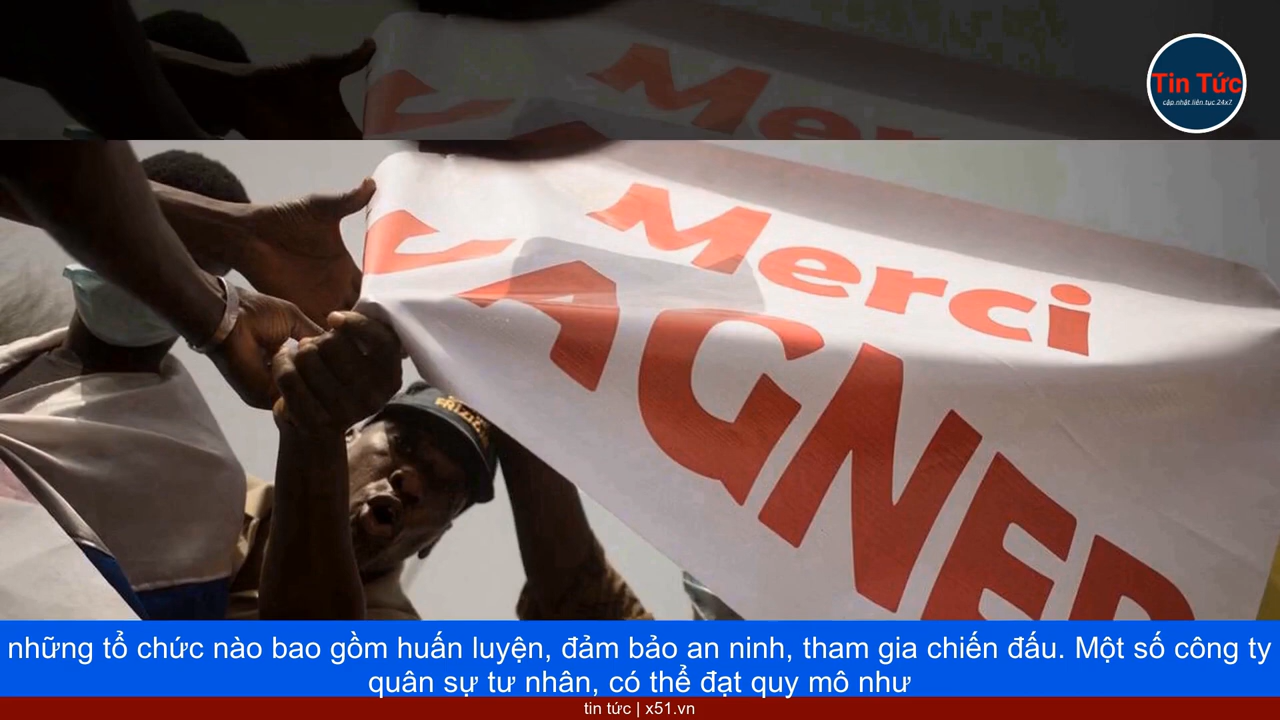 Merci
Tin Tức
cập.nhật.liên.tục.24x7
Merci
AGNER
những tổ chức nào bao gồm huấn luyện, đảm bảo an ninh, tham gia chiến đấu. Một số công ty
quân sự tư nhân, có thể đạt quy mô như
tin tức | x51.vn